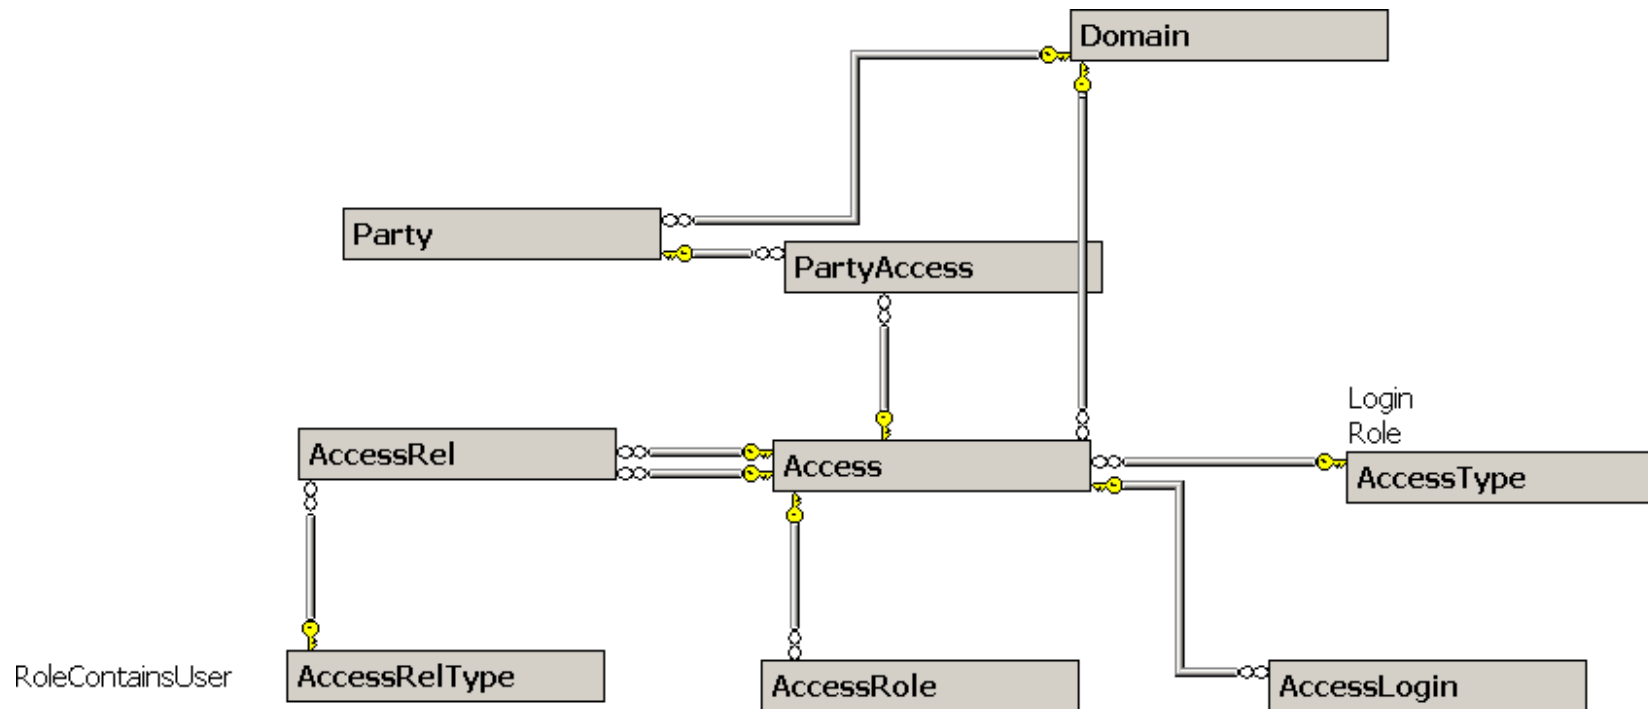 Domain
Party
PartyAccess
Login
Role
AccessRel
Access
AccessType
RoleContainsUser
AccessRelType
AccessRole
AccessLogin